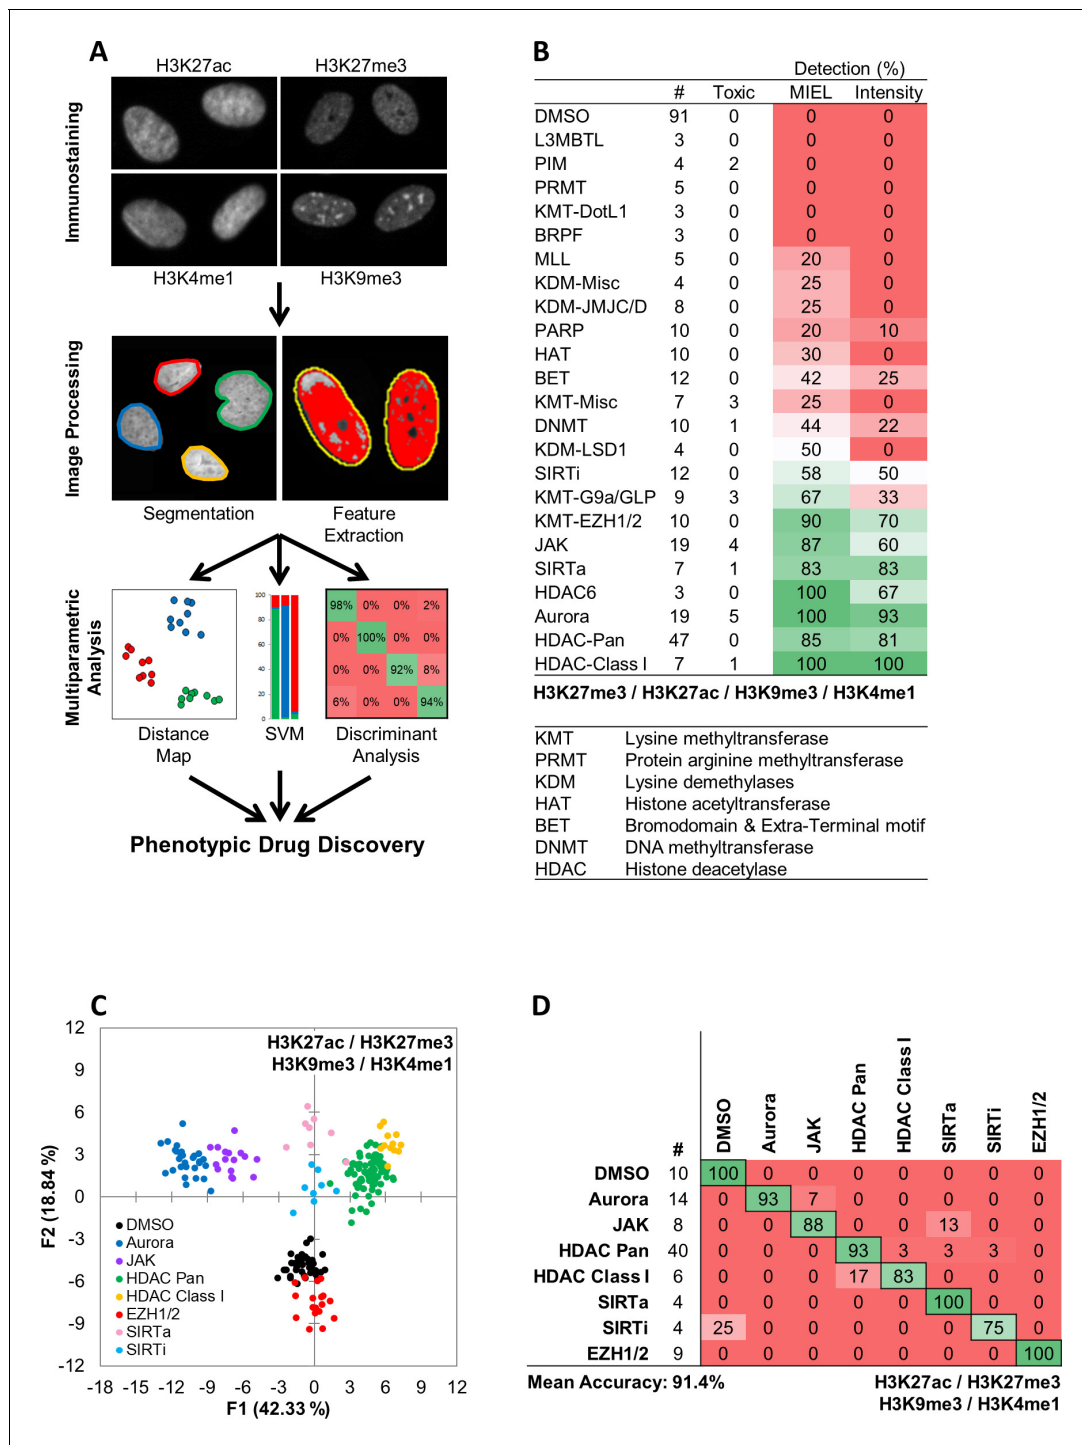 A
H3K27ac H3K27me3
Immunostaining
H3K4me1 H3K9me3
Image Processing
Segmentation Feature
Extraction
Multiparametric
Analysis
100
80
60
40
20
0
98% 0% 0% 2%
0% 100% 0% 0%
0% 0% 92% 8%
6% 0% 0% 94%
Distance
Map
SVM
Discriminant
Analysis
Phenotypic Drug Discovery
B
Detection (%)
# Toxic MIEL Intensity
DMSO 91 0 0 0
L3MBTL 3 0 0 0
PIM 4 2 0 0
PRMT 5 0 0 0
KMT-DotL1 3 0 0 0
BRPF 3 0 0 0
MLL 5 0 20 0
KDM-Misc 4 0 25 0
KDM-JMJC/D 8 0 25 0
PARP 10 0 20 10
HAT 10 0 30 0
BET 12 0 42 25
KMT-Misc 7 3 25 0
DNMT 10 1 44 22
KDM-LSD1 4 0 50 0
SIRTi 12 0 58 50
KMT-G9a/GLP 9 3 67 33
KMT-EZH1/2 10 0 90 70
JAK 19 4 87 60
SIRTa 7 1 83 83
HDAC6 3 0 100 67
Aurora 19 5 100 93
HDAC-Pan 47 0 85 81
HDAC-Class I 7 1 100 100
H3K27me3 / H3K27ac / H3K9me3 / H3K4me1
KMT Lysine methyltransferase
PRMT Protein arginine methyltransferase
KDM Lysine demethylases
HAT Histone acetyltransferase
BET Bromodomain & Extra-Terminal motif
DNMT DNA methyltransferase
HDAC Histone deacetylase
C
H3K27ac / H3K27me3
H3K9me3 / H3K4me1
F2 (18.84 %)
12
9
6
3
0
-3
-6
-9
-12
DMSO
Aurora
JAK
HDAC Pan
HDAC Class I
EZH1/2
SIRTa
SIRTi
-18 -15 -12 -9 -6 -3 0 3 6 9 12
F1 (42.33 %)
D
# DMSO Aurora JAK HDAC Pan HDAC Class I SIRTa SIRTi EZH1/2
DMSO 10 100 0 0 0 0 0 0 0
Aurora 14 0 93 7 0 0 0 0 0
JAK 8 0 0 88 0 0 13 0 0
HDAC Pan 40 0 0 0 93 3 3 3 0
HDAC Class I 6 0 0 0 17 83 0 0 0
SIRTa 4 0 0 0 0 0 100 0 0
SIRTi 4 25 0 0 0 0 0 75 0
EZH1/2 9 0 0 0 0 0 0 0 100
Mean Accuracy: 91.4%
H3K27ac / H3K27me3
H3K9me3 / H3K4me1